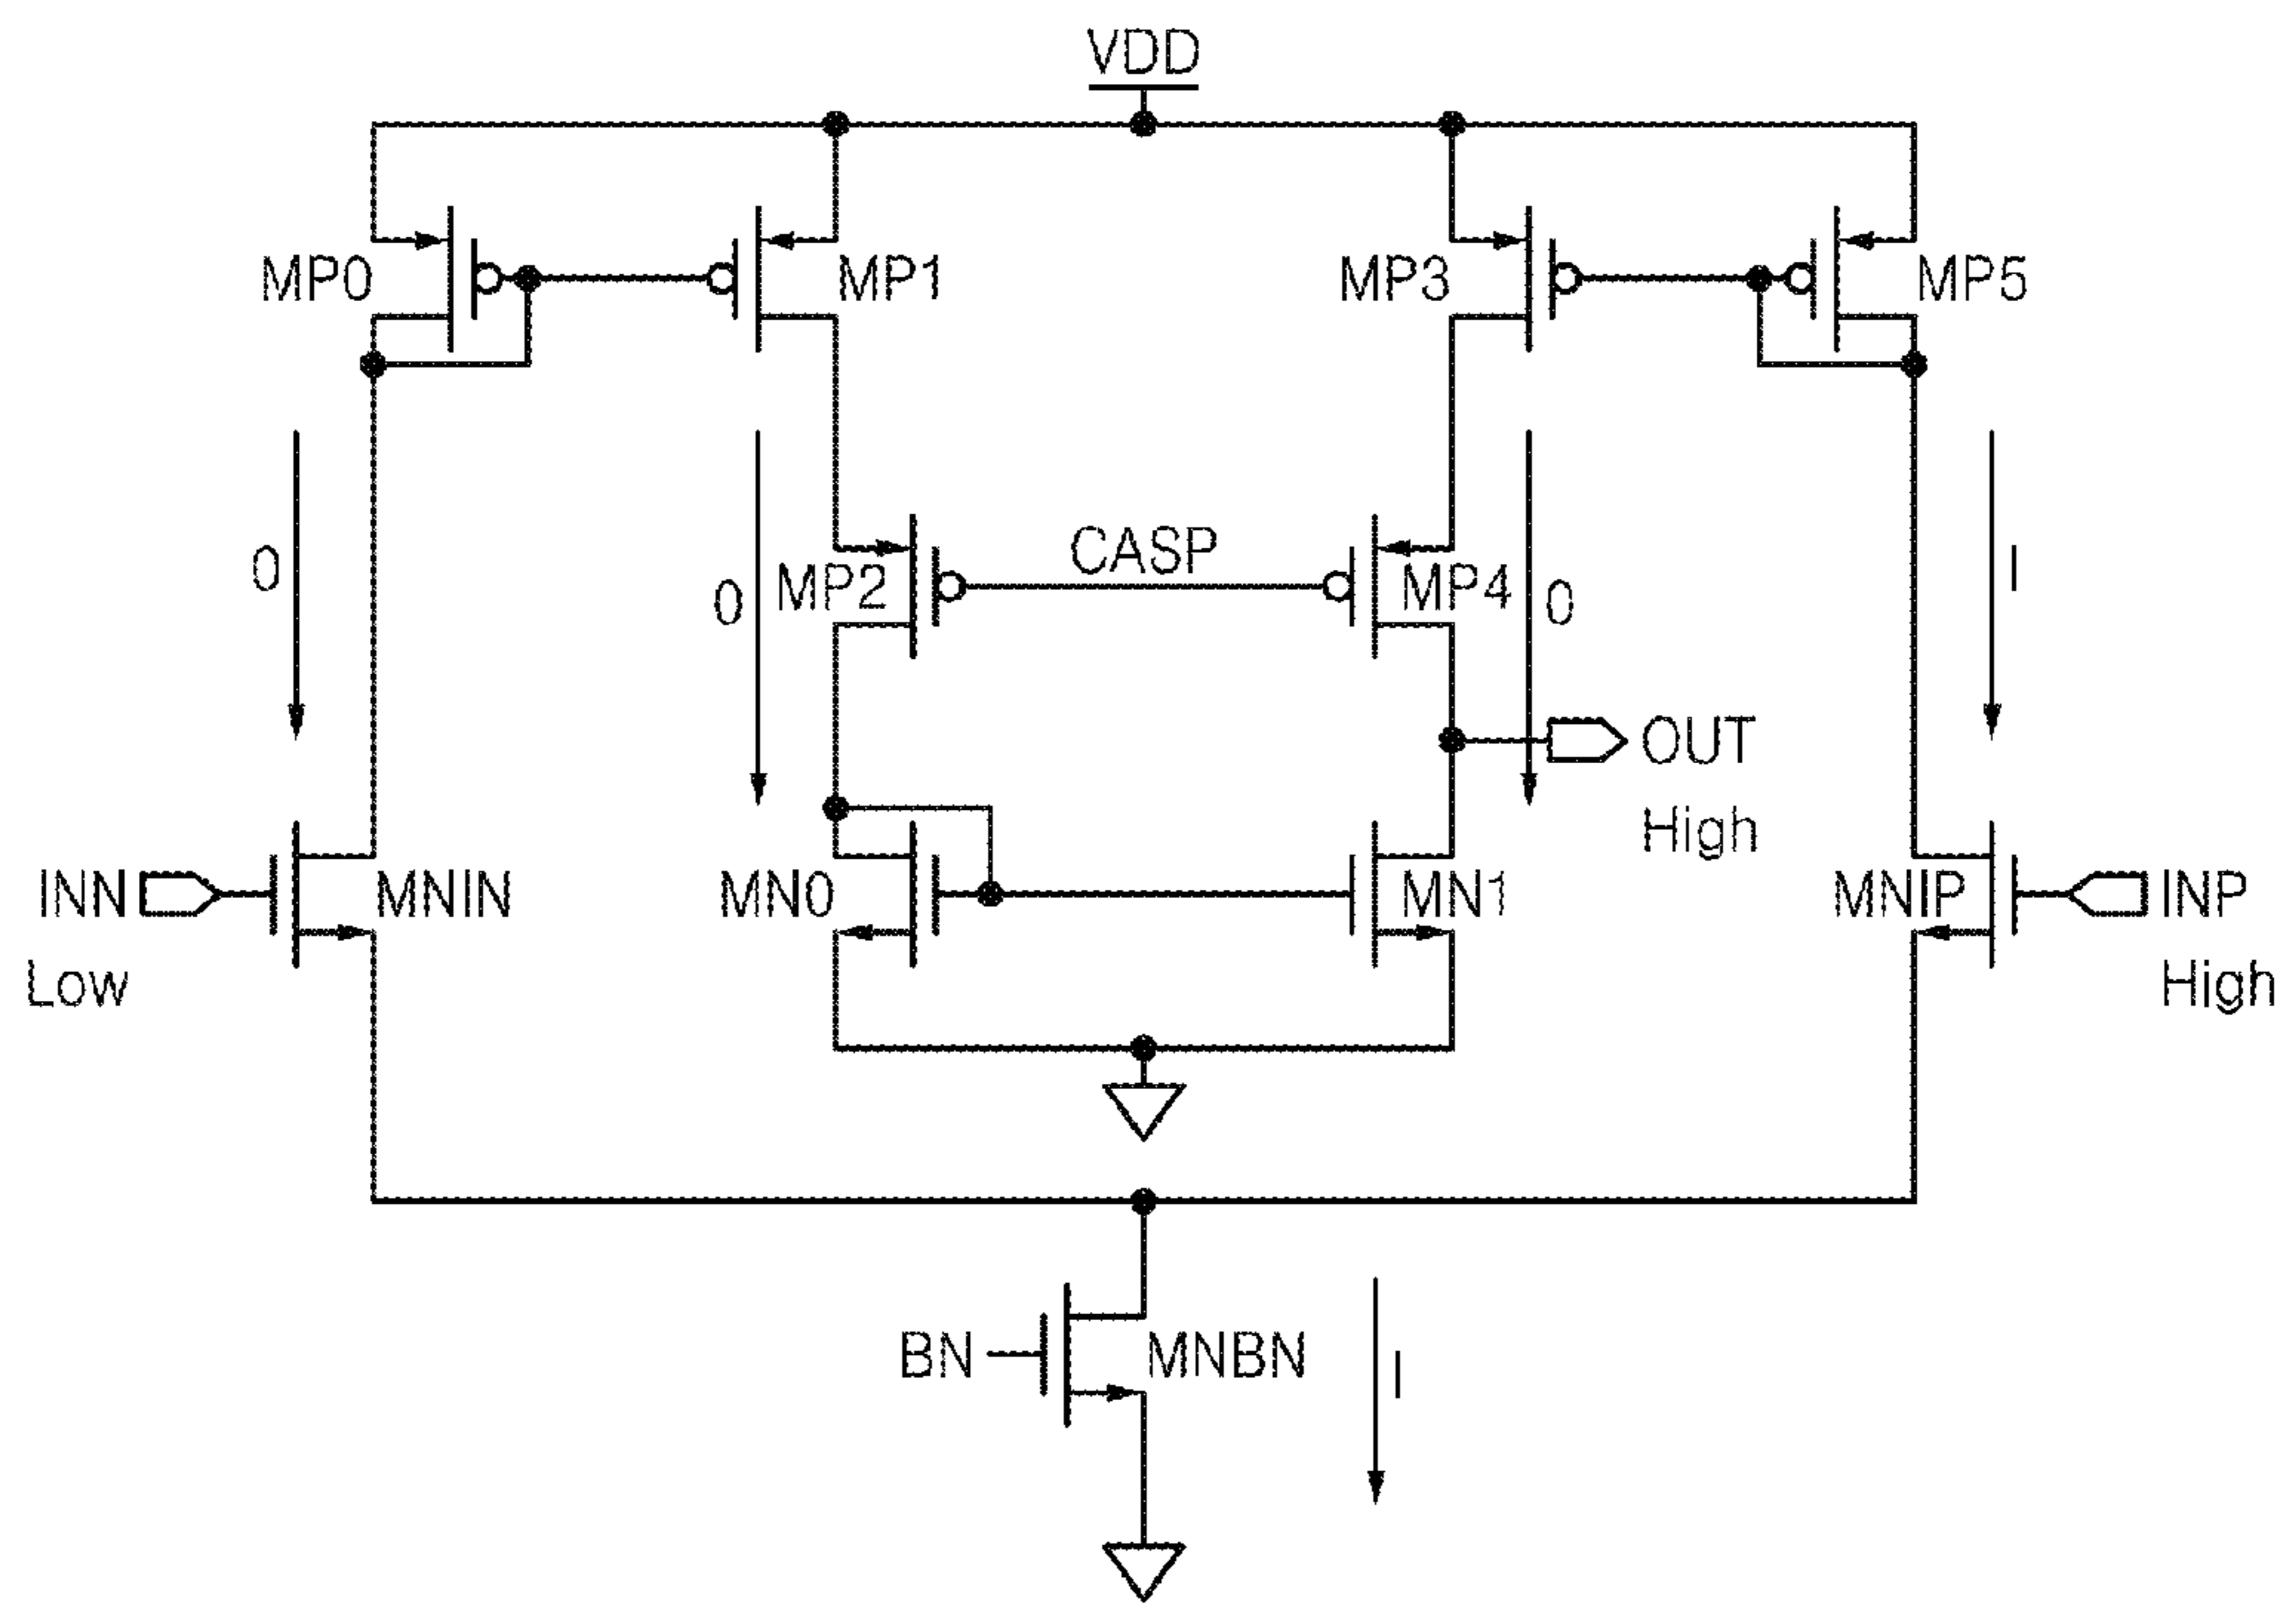 VDD
MP0
MP1
MP3
MP5
0
0
MP2
CASP
MP4
0
I
OUT
High
INN
MNIN
MN0
MN1
MNIP
INP
Low
High
BN
MNBN
I